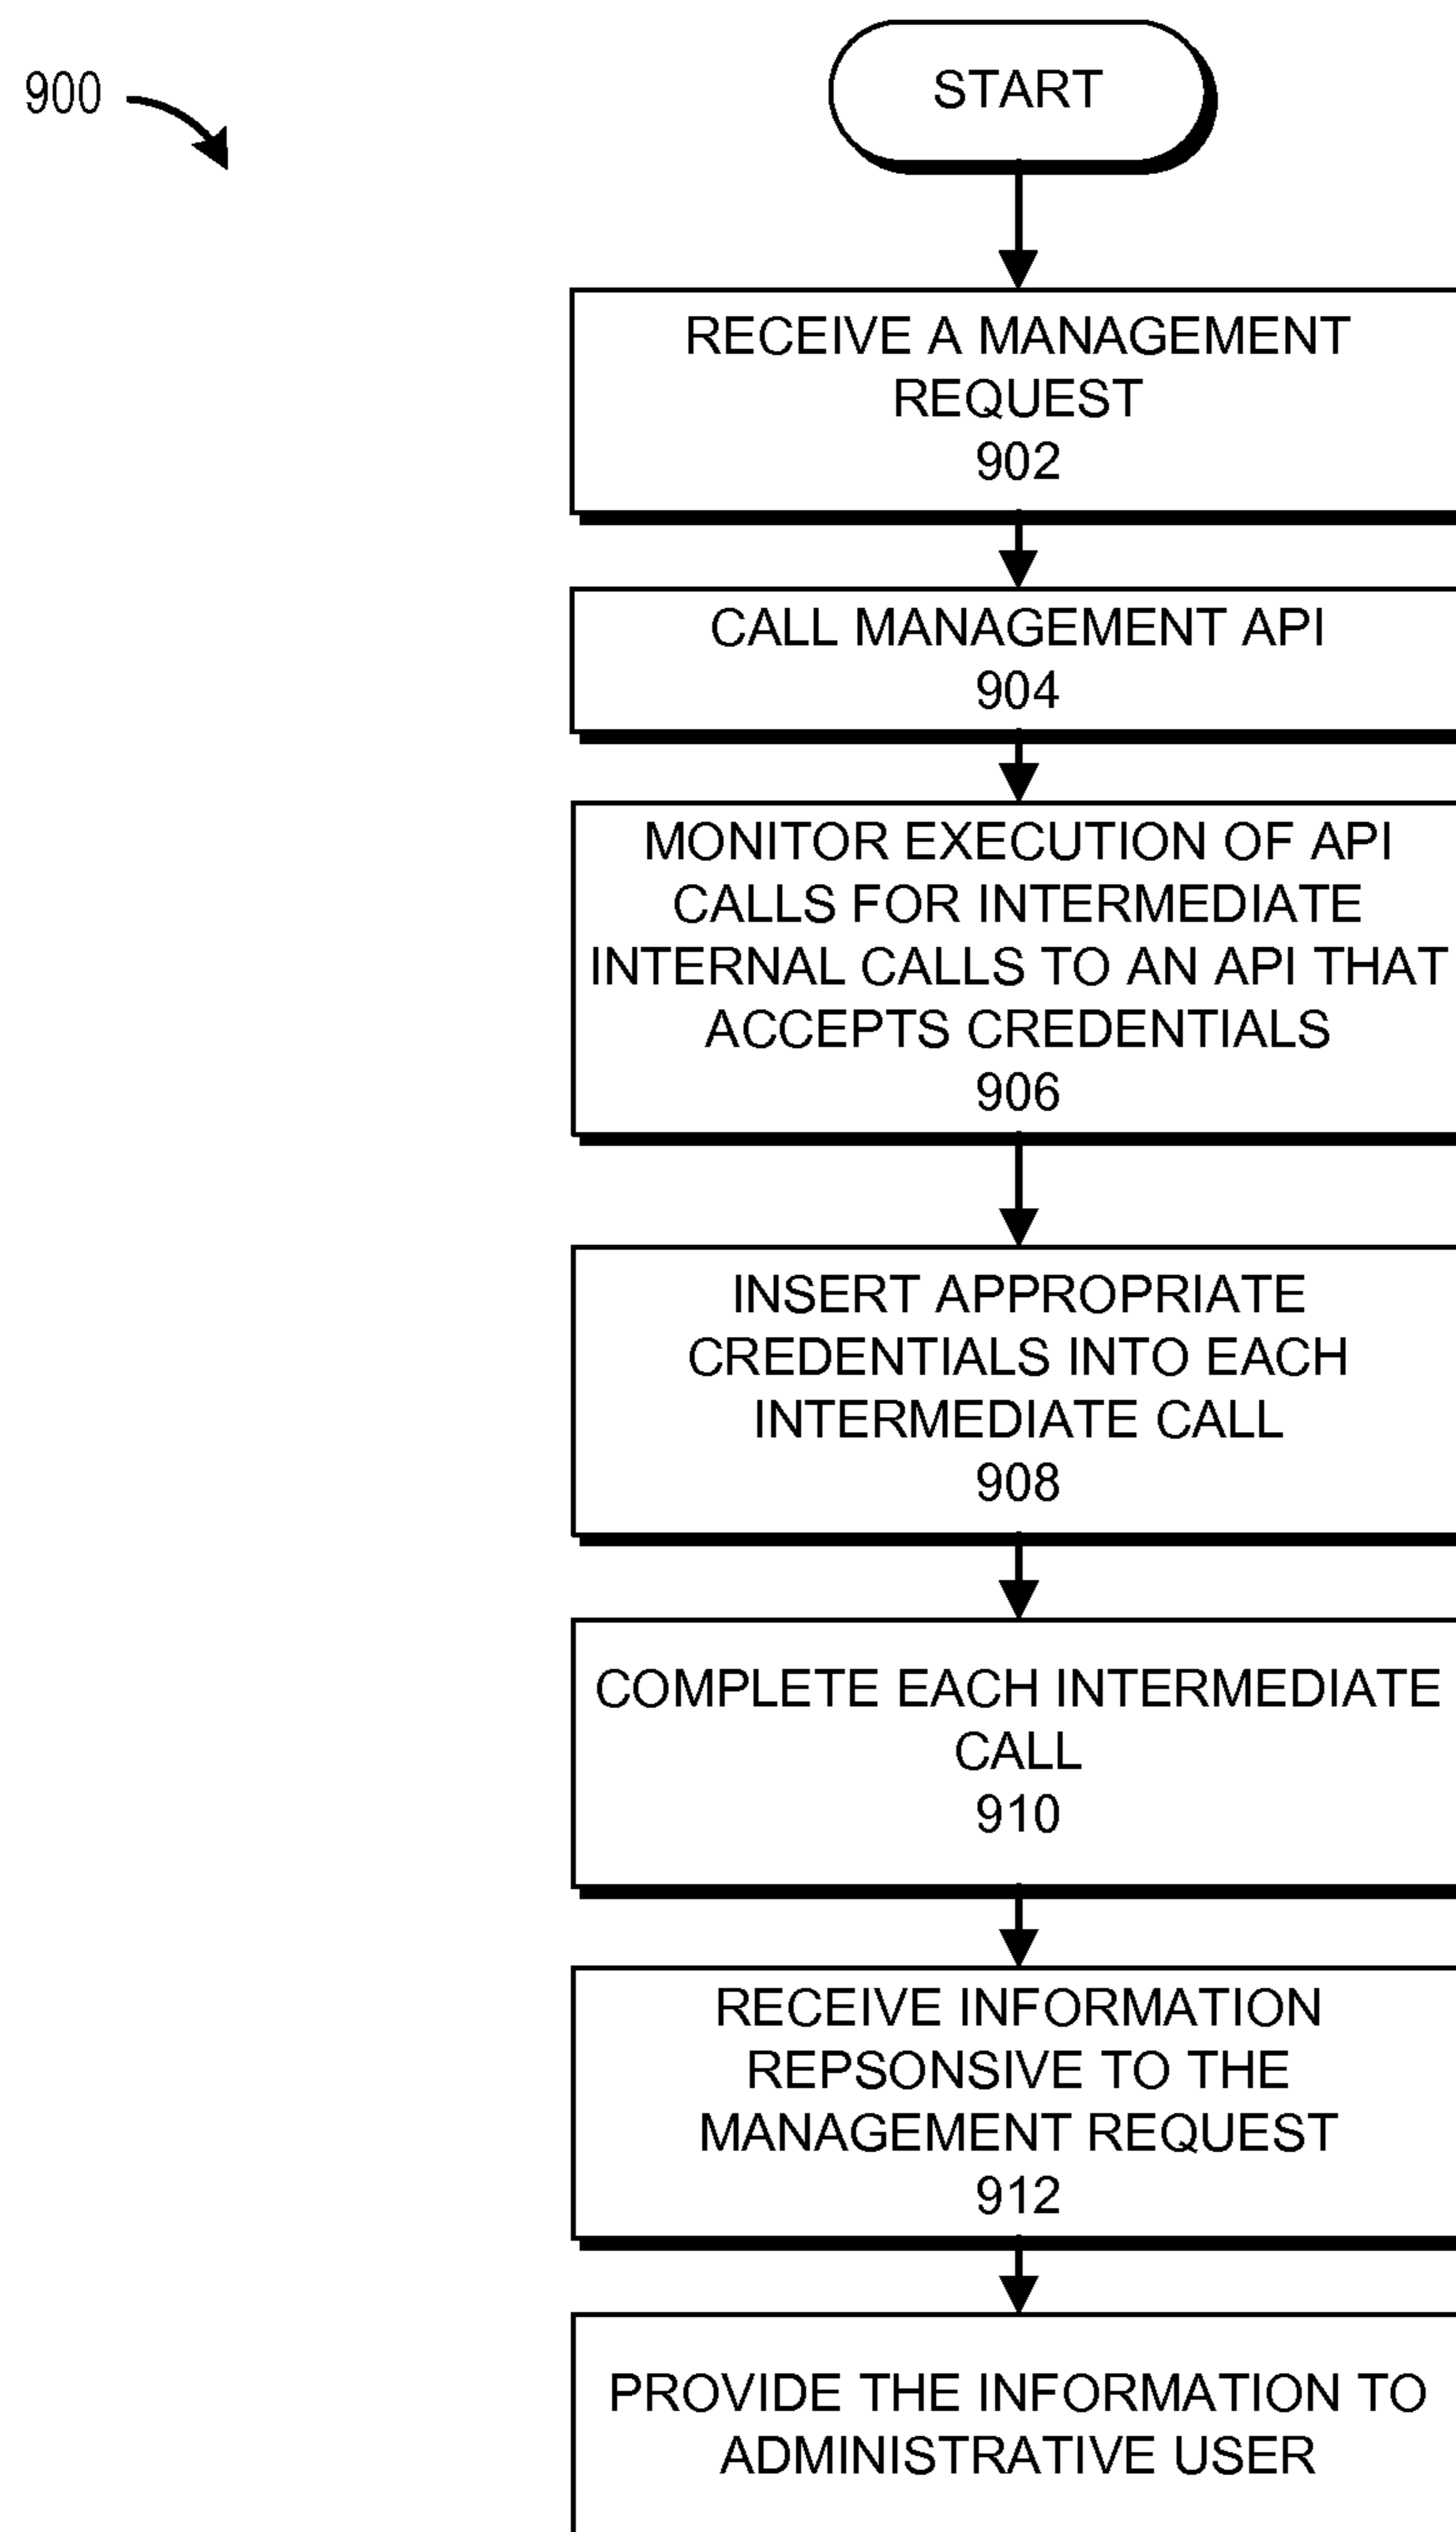 900
START
RECEIVE A MANAGEMENT
REQUEST
902
CALL MANAGEMENT API
904
MONITOR EXECUTION OF API
CALLS FOR INTERMEDIATE
INTERNAL CALLS TO AN API THAT
ACCEPTS CREDENTIALS
906
INSERT APPROPRIATE
CREDENTIALS INTO EACH
INTERMEDIATE CALL
908
COMPLETE EACH INTERMEDIATE
CALL
910
RECEIVE INFORMATION
REPSONSIVE TO THE
MANAGEMENT REQUEST
912
PROVIDE THE INFORMATION TO
ADMINISTRATIVE USER